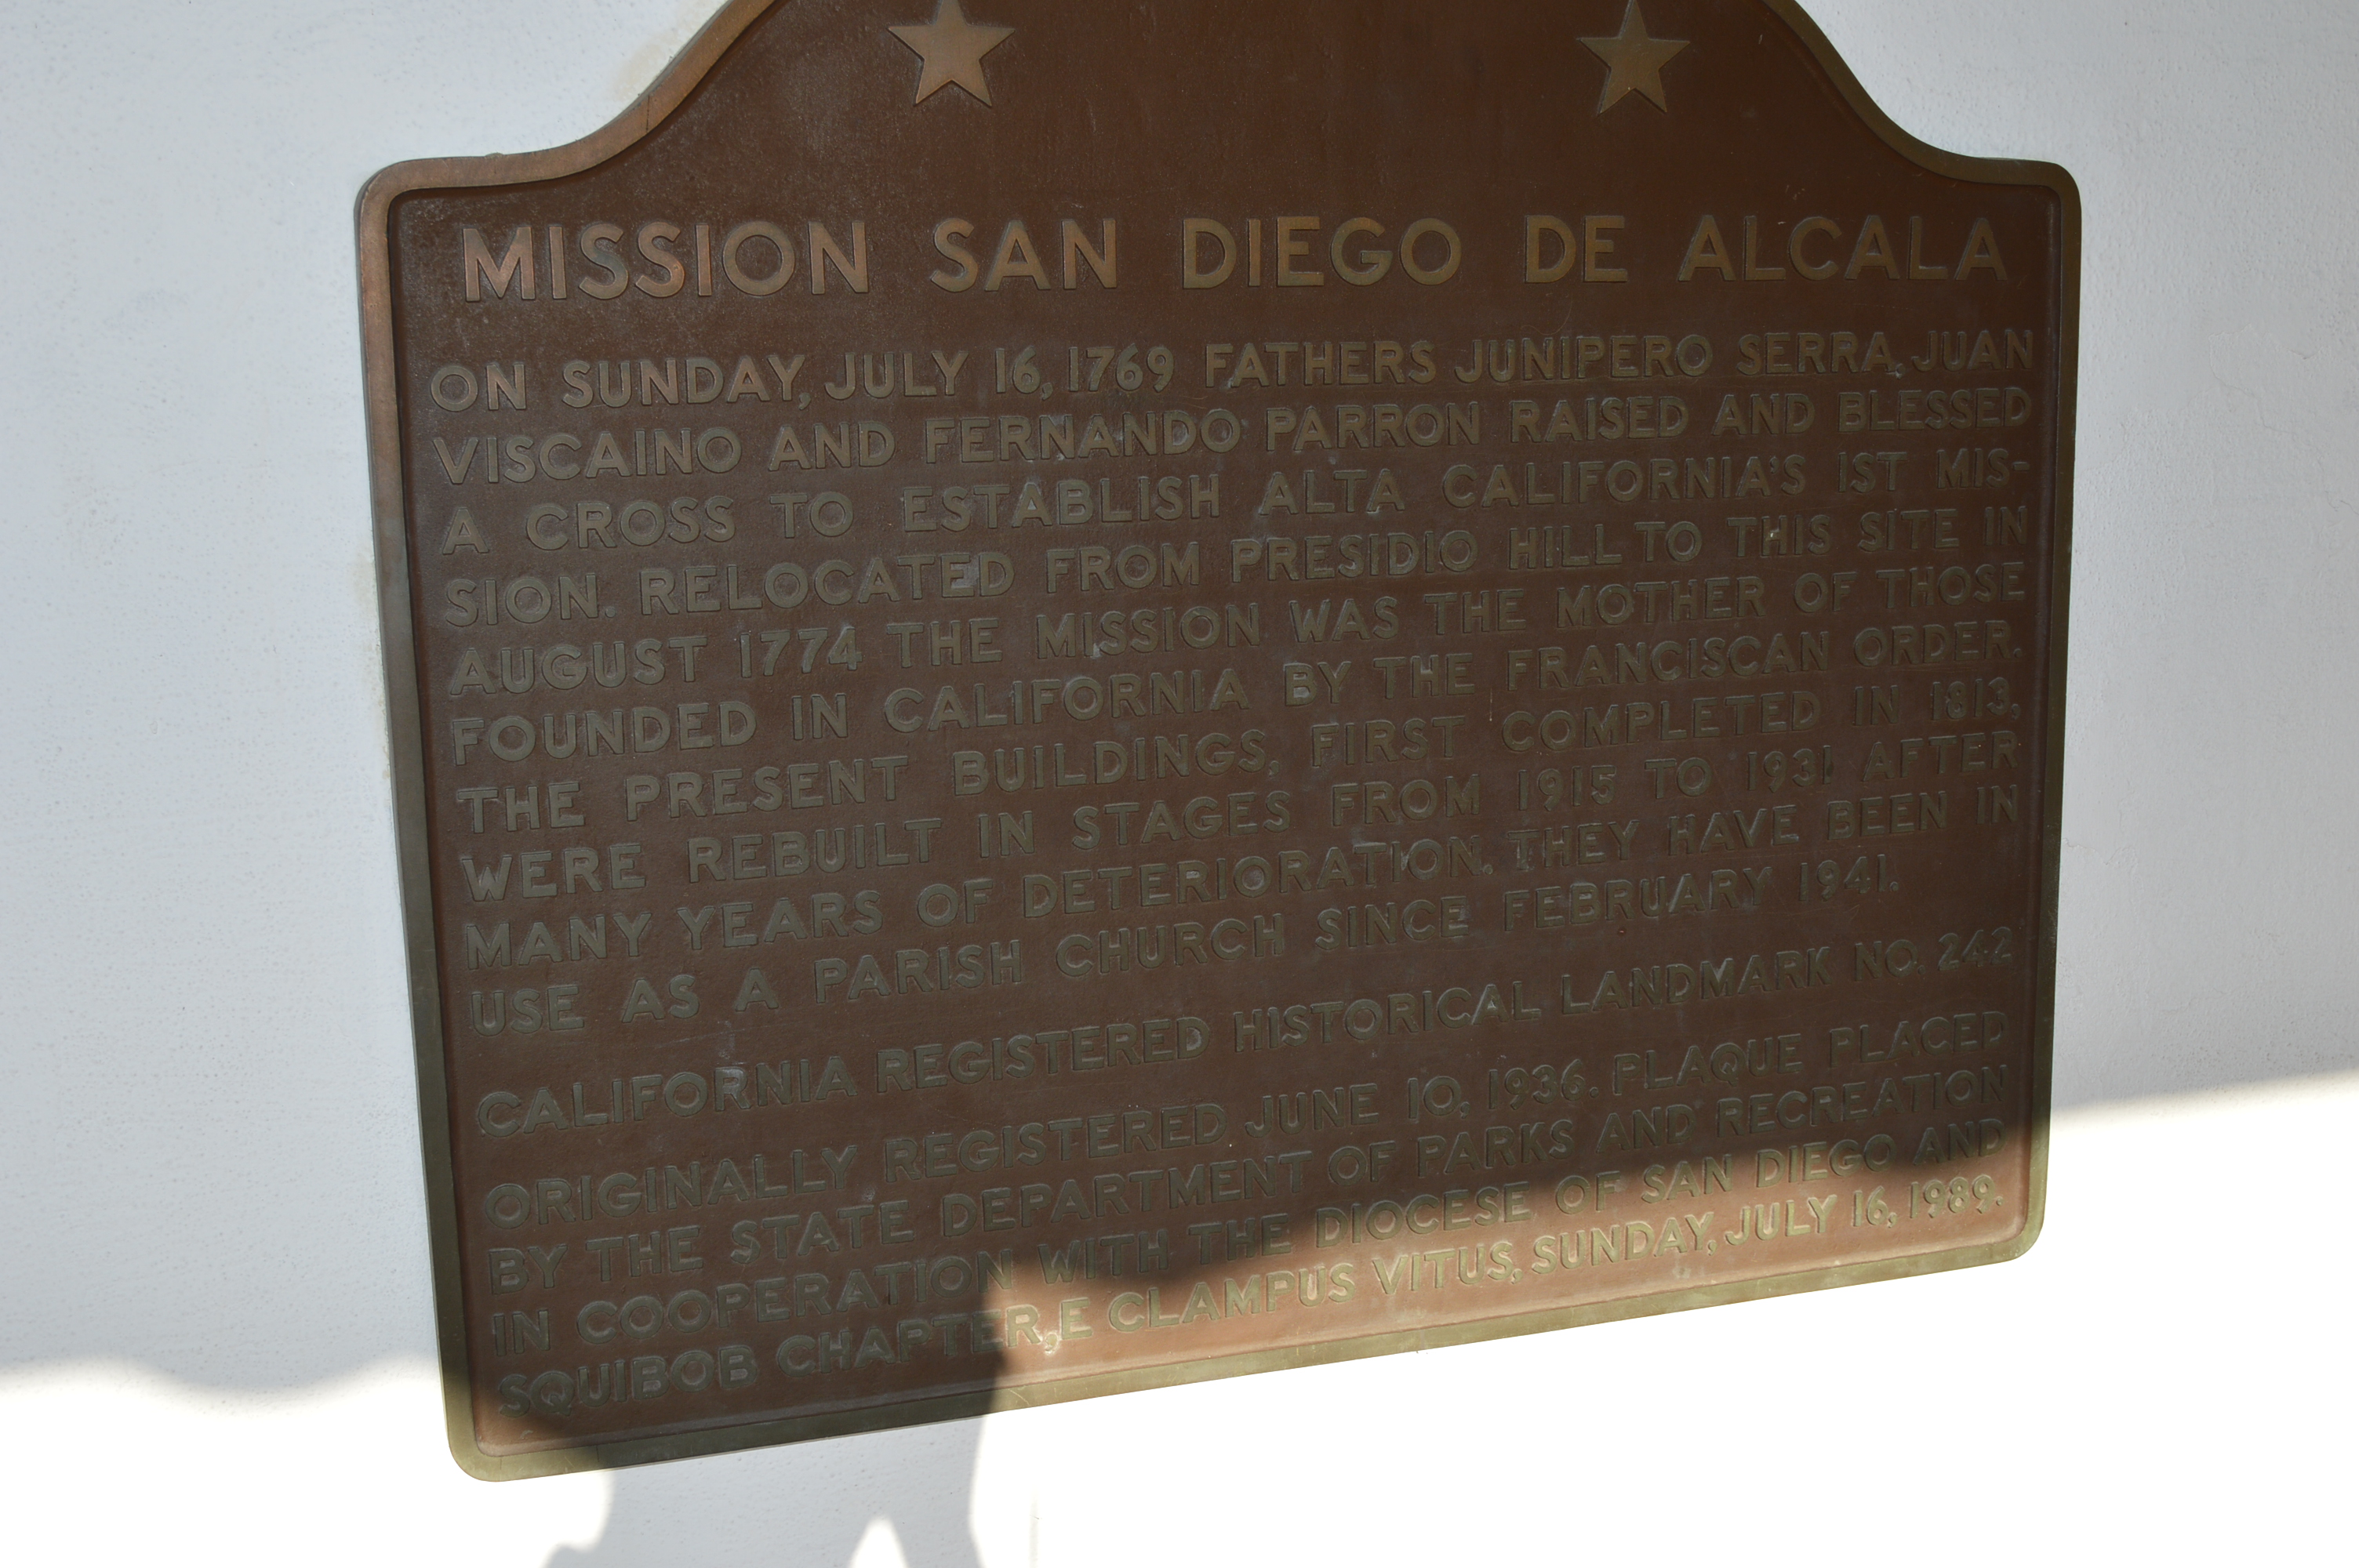 MISSION SAN DIEGO DE ALCALA
ON SUNDAY, JULY 16, 1769 FATHERS JUNIPERO SERRA, JUAN
VISCAINO AND FERNANDO PARRON RAISED AND BLESSED
A CROSS TO ESTABLISH ALTA CALIFORNIA'S 1ST MIS-
SION. RELOCATED FROM PRESIDIO HILL TO THIS SITE IN
AUGUST 1774 THE MISSION WAS THE MOTHER OF THOSE
FOUNDED IN CALIFORNIA BY THE FRANCISCAN ORDER.
THE PRESENT BUILDINGS, FIRST COMPLETED IN 1813,
WERE REBUILT IN STAGES FROM 1915 TO 1931 AFTER
MANY YEARS OF DETERIORATION. THEY HAVE BEEN IN
USE AS A PARISH CHURCH SINCE FEBRUARY 1941.
CALIFORNIA REGISTERED HISTORICAL LANDMARK NO. 242
ORIGINALLY REGISTERED JUNE 10, 1936. PLAQUE PLACED
BY THE STATE DEPARTMENT OF PARKS AND RECREATION
IN COOPERATION WITH THE DIOCESE OF SAN DIEGO AND
SQUIBOB CHAPTER, E CLAMPUS VITUS, SUNDAY, JULY 16, 1989.